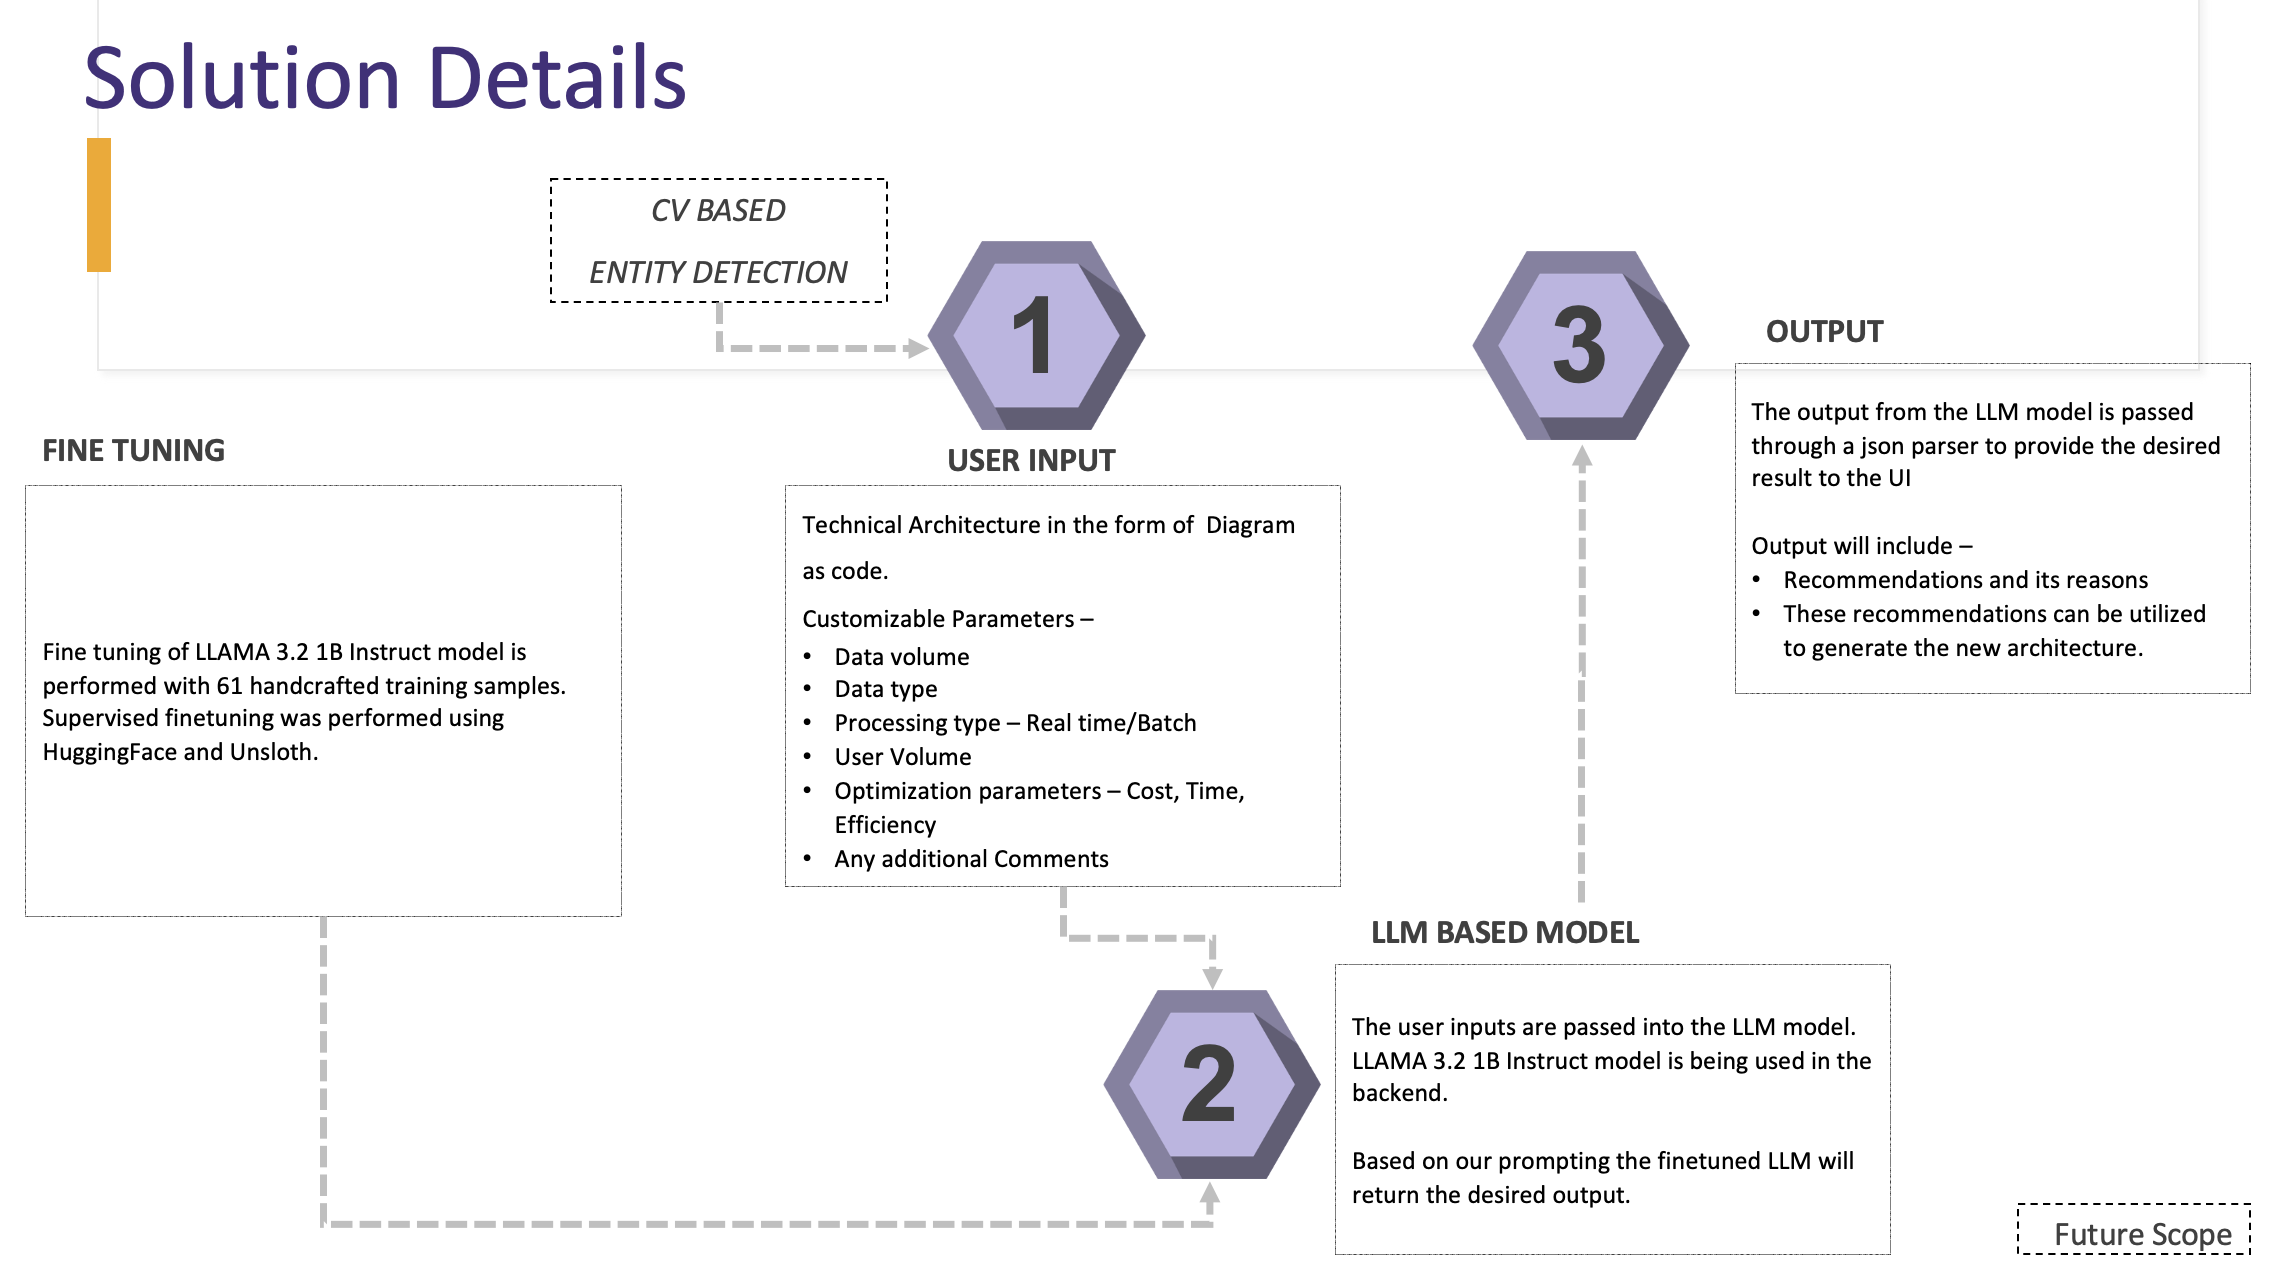 Solution Details
CV BASED
ENTITY DETECTION
1
3
OUTPUT
The output from the LLM model is passed
through a json parser to provide the desired
result to the UI
Output will include –
• Recommendations and its reasons
• These recommendations can be utilized
to generate the new architecture.
FINE TUNING
Fine tuning of LLAMA 3.2 1B Instruct model is
performed with 61 handcrafted training samples.
Supervised finetuning was performed using
HuggingFace and Unsloth.
USER INPUT
Technical Architecture in the form of  Diagram
as code.
Customizable Parameters –
• Data volume
• Data type
• Processing type – Real time/Batch
• User Volume
• Optimization parameters – Cost, Time,
Efficiency
• Any additional Comments
2
LLM BASED MODEL
The user inputs are passed into the LLM model.
LLAMA 3.2 1B Instruct model is being used in the
backend.
Based on our prompting the finetuned LLM will
return the desired output.
Future Scope